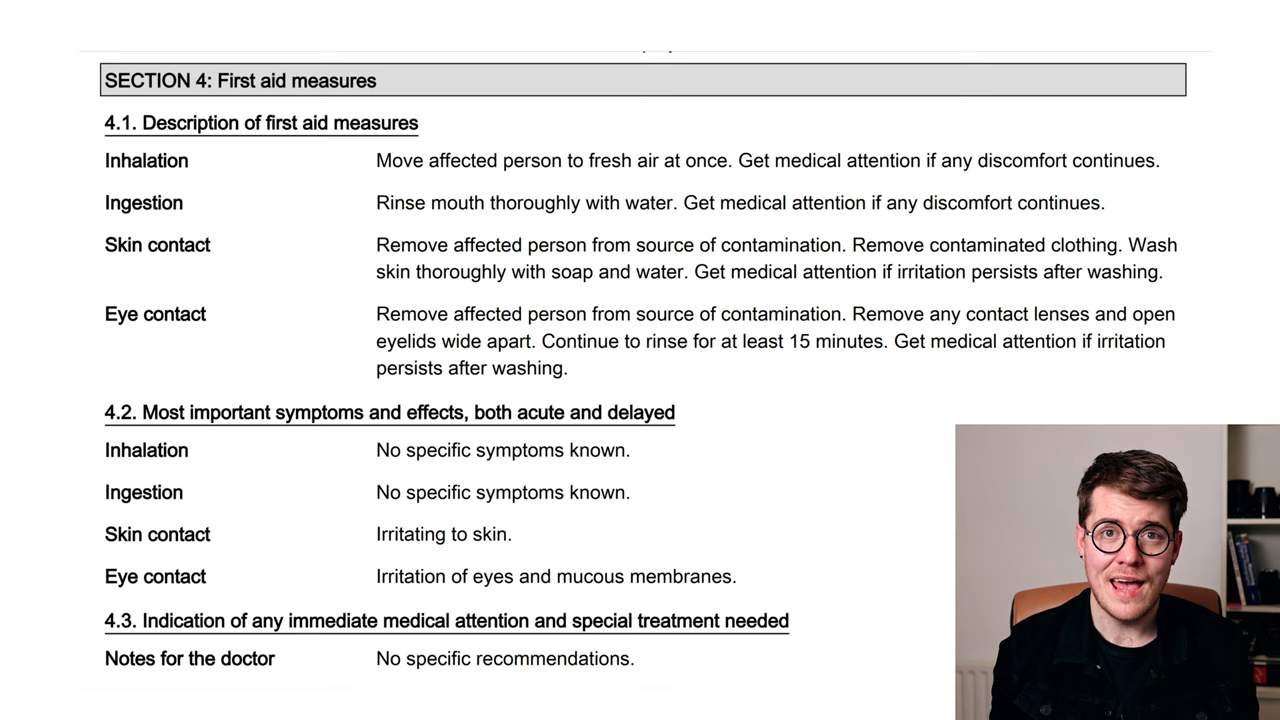 SECTION 4: First aid measures
4.1. Description of first aid measures
Inhalation Move affected person to fresh air at once. Get medical attention if any discomfort continues.
Ingestion Rinse mouth thoroughly with water. Get medical attention if any discomfort continues.
Skin contact Remove affected person from source of contamination. Remove contaminated clothing. Wash
skin thoroughly with soap and water. Get medical attention if irritation persists after washing.
Eye contact Remove affected person from source of contamination. Remove any contact lenses and open
eyelids wide apart. Continue to rinse for at least 15 minutes. Get medical attention if irritation
persists after washing.
4.2. Most important symptoms and effects, both acute and delayed
Inhalation No specific symptoms known.
Ingestion No specific symptoms known.
Skin contact Irritating to skin.
Eye contact Irritation of eyes and mucous membranes.
4.3. Indication of any immediate medical attention and special treatment needed
Notes for the doctor No specific recommendations.